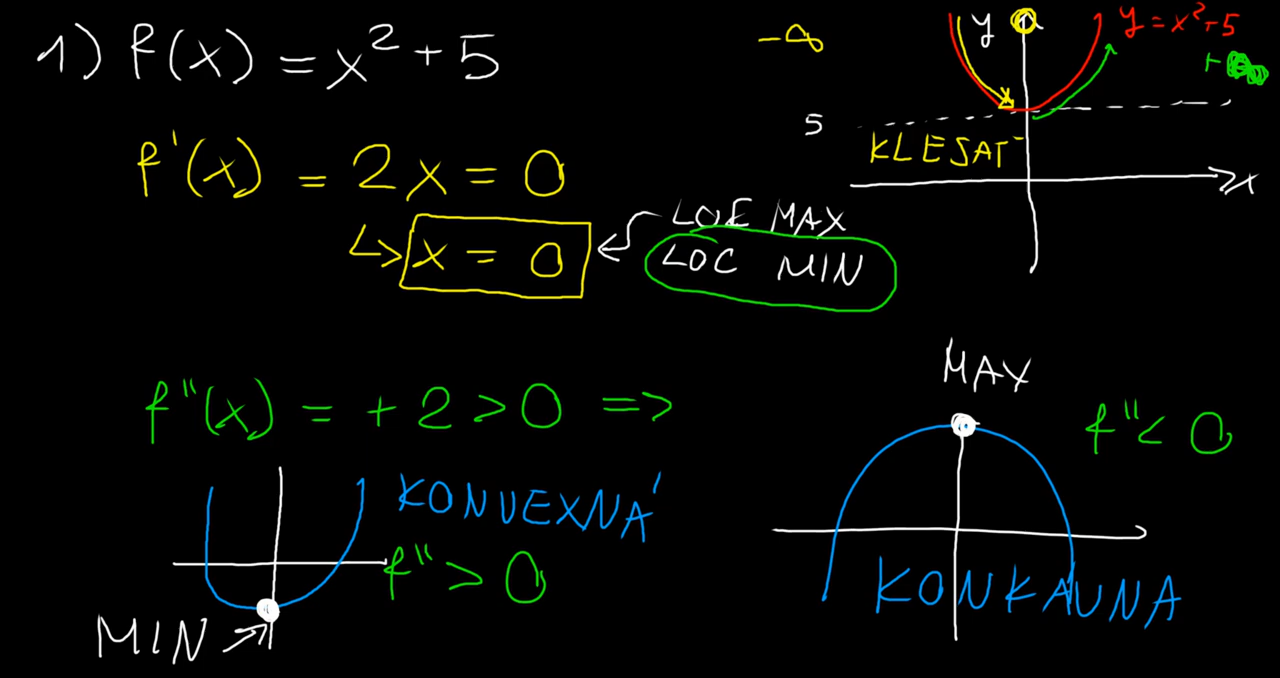 1) f(x) = x² + 5
-∞
y
y = x² + 5
+∞
5
KLESAŤ
x
f'(x) = 2x = 0
↳ x = 0
LOC MAX
LOC MIN
f''(x) = +2 > 0 =>
MAX
f'' < 0
KONVEXNÁ
f'' > 0
KONKAVNA
MIN